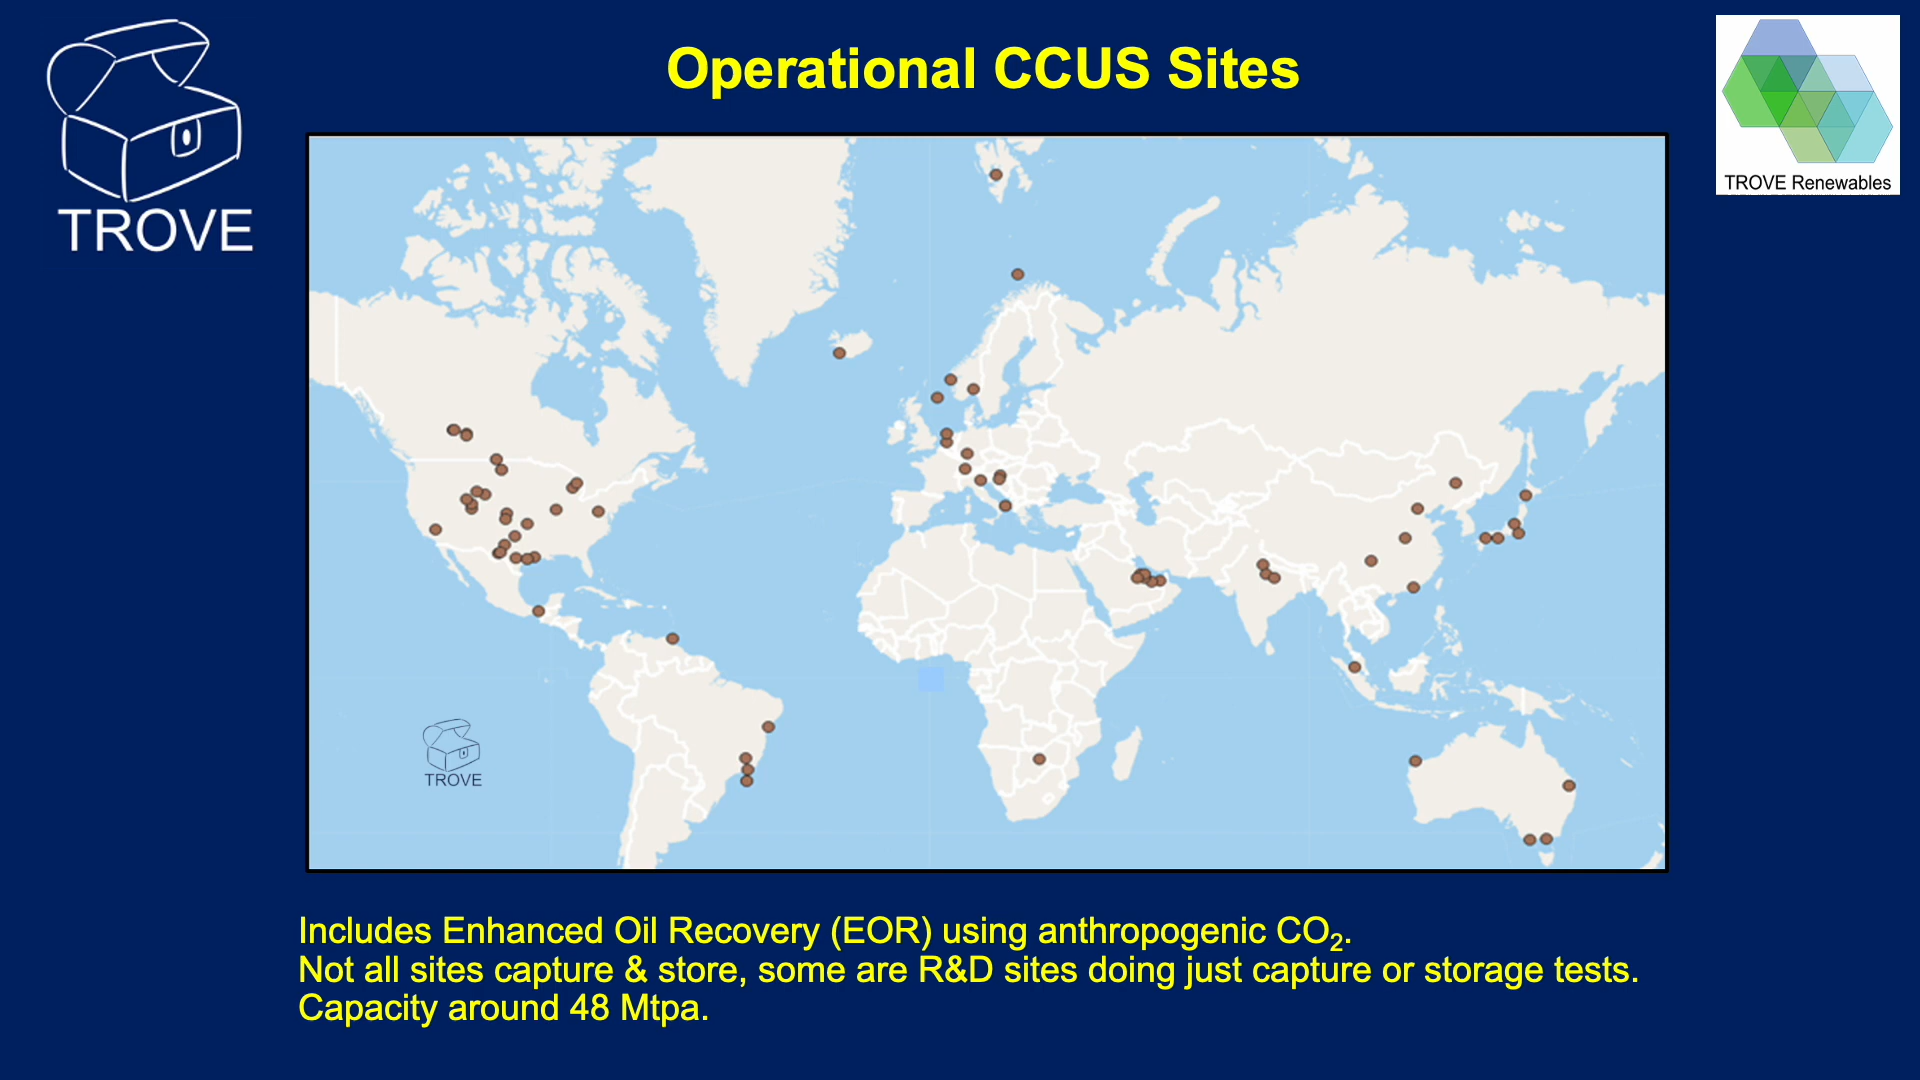 Operational CCUS Sites
TROVE
TROVE Renewables
TROVE
Includes Enhanced Oil Recovery (EOR) using anthropogenic CO₂.
Not all sites capture & store, some are R&D sites doing just capture or storage tests.
Capacity around 48 Mtpa.